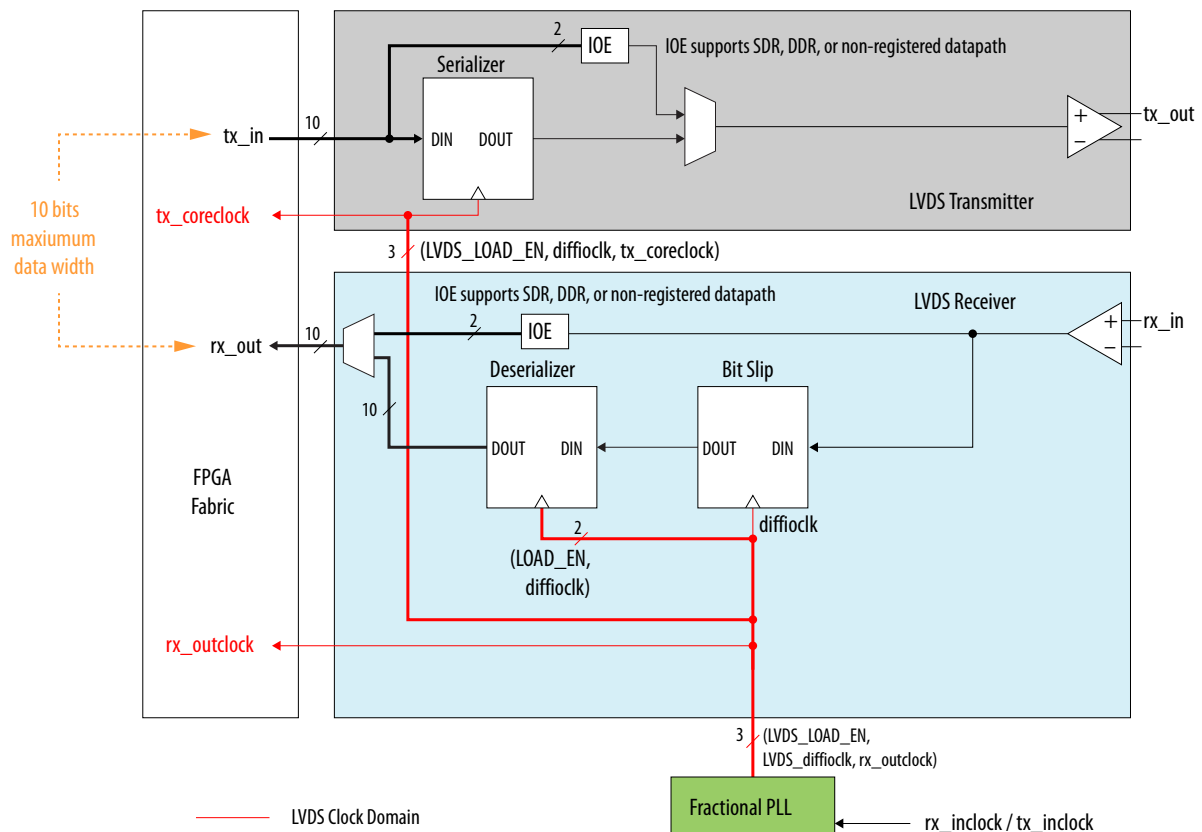 2
IOE
IOE supports SDR, DDR, or non-registered datapath
Serializer
tx_in
10
DIN
DOUT
+
−
tx_out
tx_coreclock
LVDS Transmitter
10 bits
maxiumum
data width
3
(LVDS_LOAD_EN, diffioclk, tx_coreclock)
IOE supports SDR, DDR, or non-registered datapath
LVDS Receiver
rx_out
10
2
IOE
+
−
rx_in
Deserializer
Bit Slip
10
DOUT
DIN
DOUT
DIN
FPGA
Fabric
2
diffioclk
(LOAD_EN,
diffioclk)
rx_outclock
3
(LVDS_LOAD_EN,
LVDS_diffioclk, rx_outclock)
LVDS Clock Domain
Fractional PLL
rx_inclock / tx_inclock